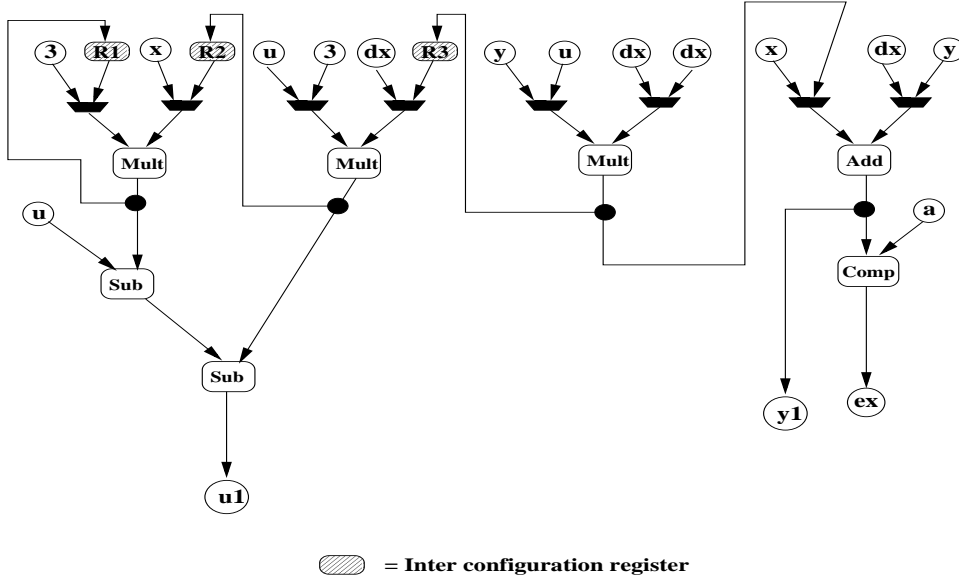 3 R1 x R2 u 3 dx R3 y u dx dx x dx y
Mult Mult Mult Add
u a
Sub Comp
Sub
y1 ex
u1
= Inter configuration register